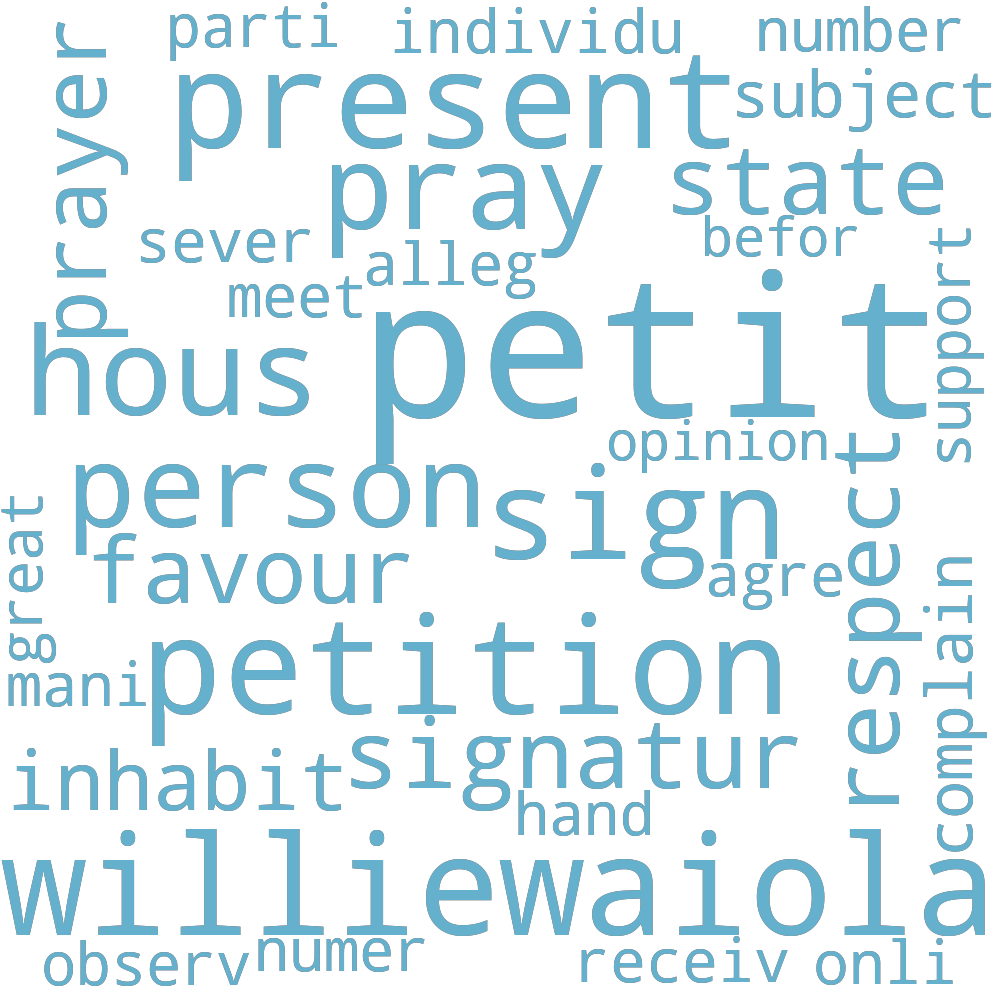 parti
individu
number
present
subject
prayer
pray
state
sever
befor
alleg
meet
support
petit
hous
opinion
person
sign
respect
great
favour
agre
complain
petition
mani
signatur
inhabit
hand
williewaiola
observ
numer
receiv
onli